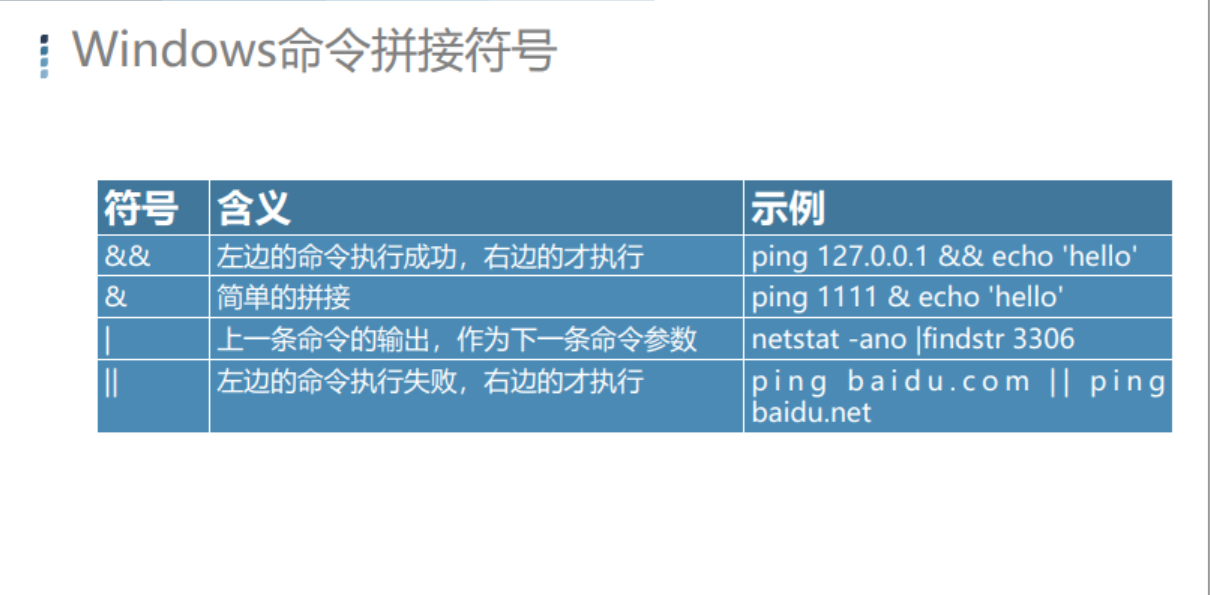 Windows命令拼接符号
符号 含义 示例
&& 左边的命令执行成功，右边的才执行 ping 127.0.0.1 && echo 'hello'
& 简单的拼接 ping 1111 & echo 'hello'
| 上一条命令的输出，作为下一条命令参数 netstat -ano |findstr 3306
|| 左边的命令执行失败，右边的才执行 ping baidu.com || ping
baidu.net